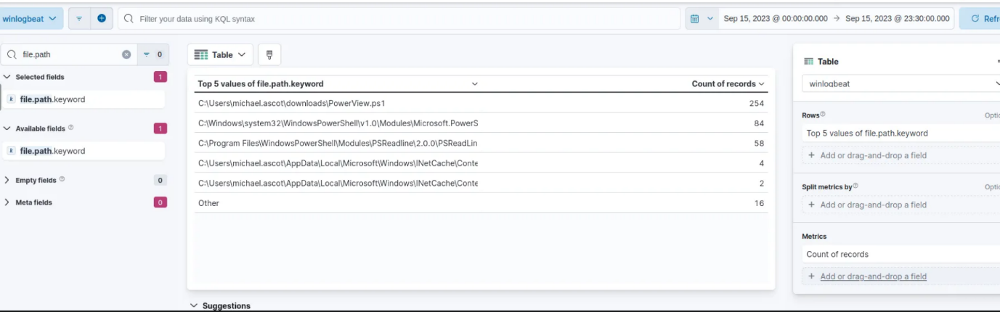 winlogbeat
Filter your data using KQL syntax
Sep 15, 2023 @ 00:00:00.000 → Sep 15, 2023 @ 23:30:00.000
Refr
file.path
0
Table
Selected fields
1
k file.path.keyword
Available fields
1
k file.path.keyword
Empty fields
0
Meta fields
0
Top 5 values of file.path.keyword Count of records
C:\Users\michael.ascot\downloads\PowerView.ps1 254
C:\Windows\system32\WindowsPowerShell\v1.0\Modules\Microsoft.PowerS 84
C:\Program Files\WindowsPowerShell\Modules\PSReadline\2.0.0\PSReadLin 58
C:\Users\michael.ascot\AppData\Local\Microsoft\Windows\INetCache\Conte 4
C:\Users\michael.ascot\AppData\Local\Microsoft\Windows\INetCache\Conte 2
Other 16
Suggestions
Table
winlogbeat
Rows Optio
Top 5 values of file.path.keyword
+ Add or drag-and-drop a field
Split metrics by Optio
+ Add or drag-and-drop a field
Metrics
Count of records
+ Add or drag-and-drop a field